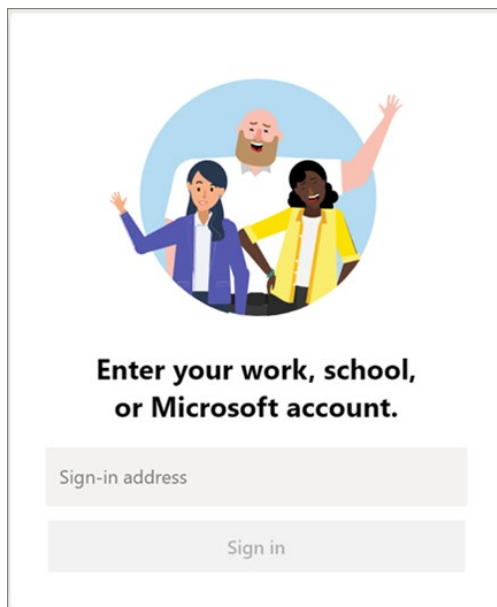 Enter your work, school,
or Microsoft account.
Sign-in address
Sign in